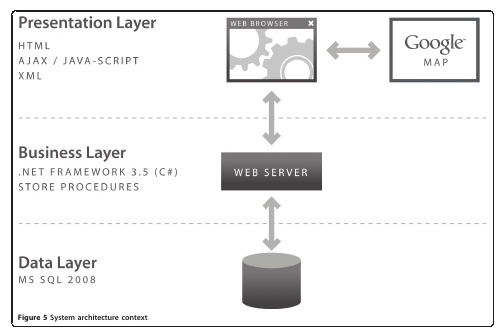 Presentation Layer
HTML
AJAX / JAVA-SCRIPT
XML
WEB BROWSER
Google
MAP
Business Layer
.NET FRAMEWORK 3.5 (C#)
STORE PROCEDURES
WEB SERVER
Data Layer
MS SQL 2008
Figure 5 System architecture context